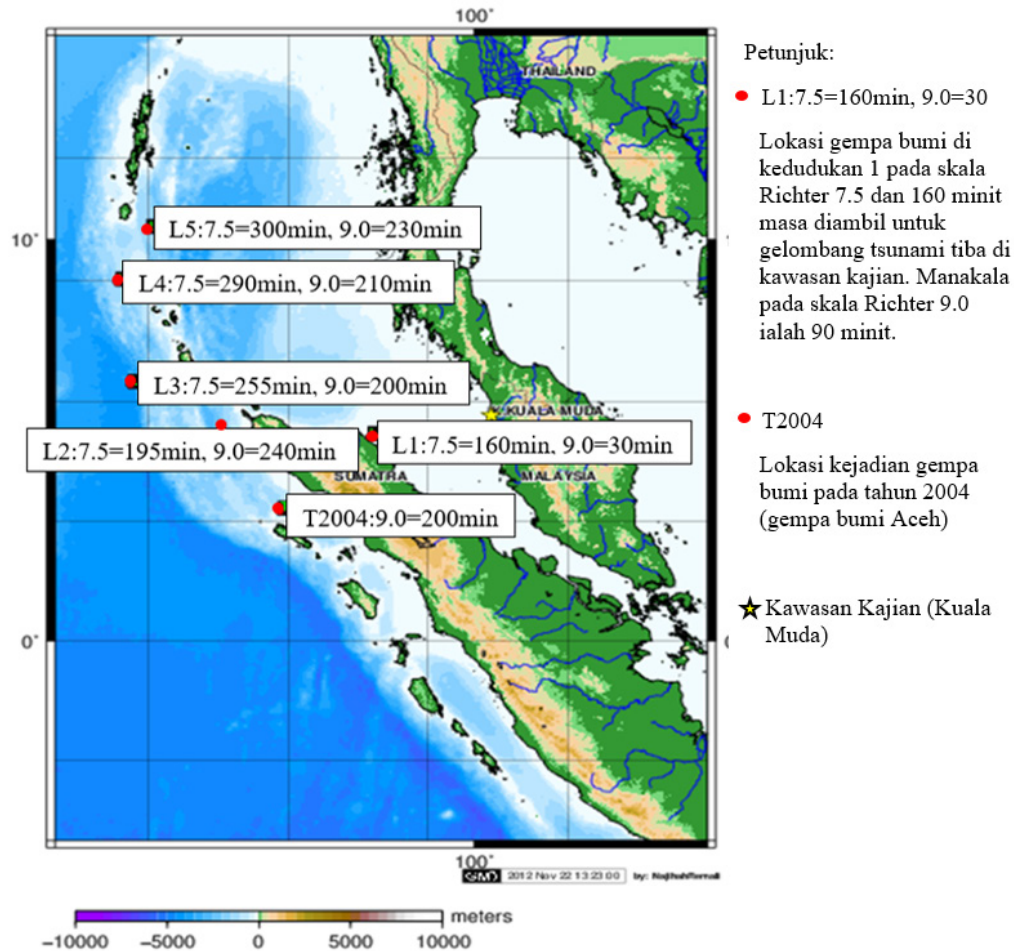 100°
THAILAND
10°
L5:7.5=300min, 9.0=230min
L4:7.5=290min, 9.0=210min
L3:7.5=255min, 9.0=200min
KUALA MUDA
L2:7.5=195min, 9.0=240min
L1:7.5=160min, 9.0=30min
SUMATRA
MALAYSIA
T2004:9.0=200min
0°
100°
GMD 2012 Nov 22 13:23:00
meters
−10000 −5000 0 5000 10000
Petunjuk:
L1:7.5=160min, 9.0=30
Lokasi gempa bumi di
kedudukan 1 pada skala
Richter 7.5 dan 160 minit
masa diambil untuk
gelombang tsunami tiba di
kawasan kajian. Manakala
pada skala Richter 9.0
ialah 90 minit.
T2004
Lokasi kejadian gempa
bumi pada tahun 2004
(gempa bumi Aceh)
Kawasan Kajian (Kuala
Muda)